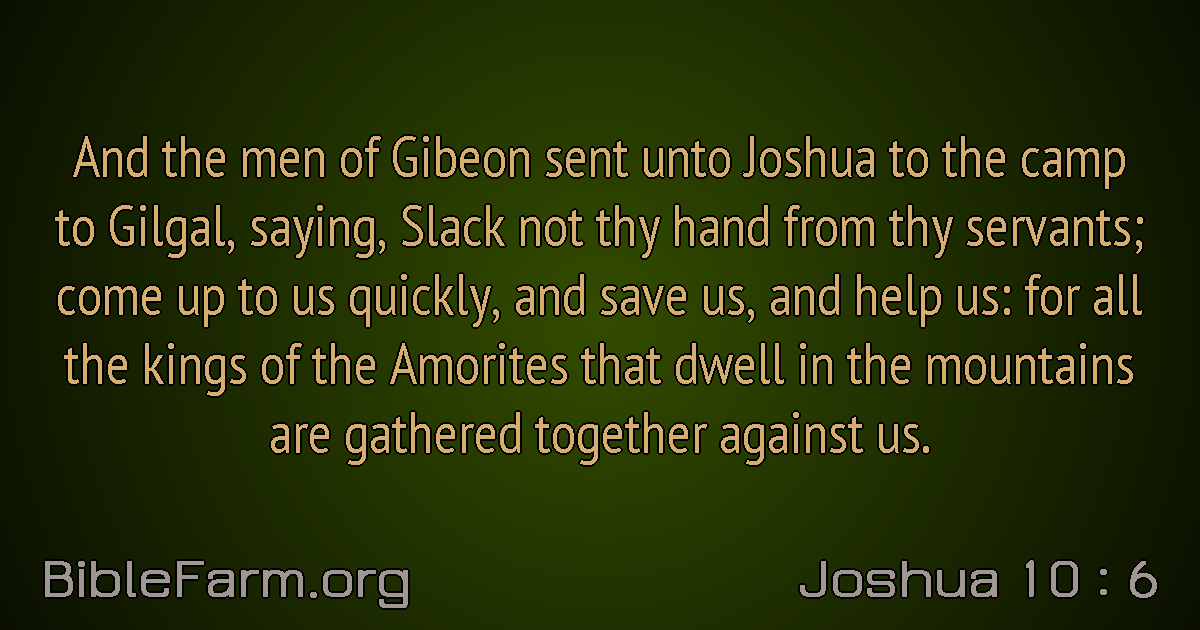 And the men of Gibeon sent unto Joshua to the camp
to Gilgal, saying, Slack not thy hand from thy servants;
come up to us quickly, and save us, and help us: for all
the kings of the Amorites that dwell in the mountains
are gathered together against us.
BibleFarm.org
Joshua 10 : 6